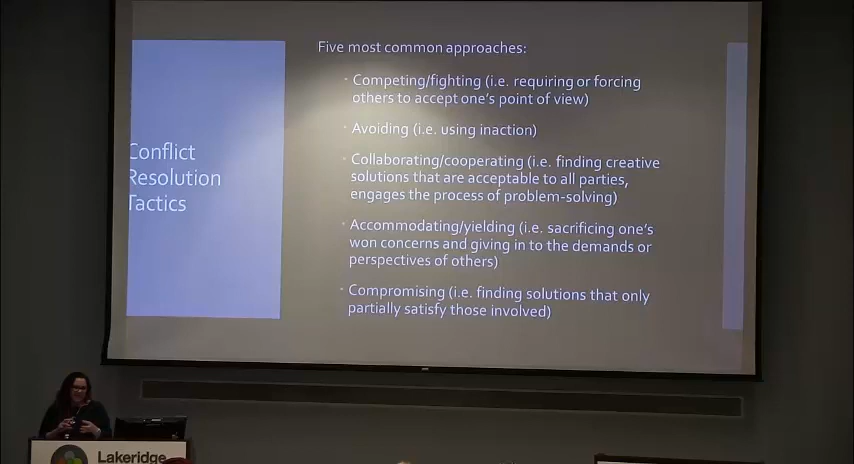 Conflict
Resolution
Tactics
Five most common approaches:
Competing/fighting (i.e. requiring or forcing
others to accept one's point of view)
Avoiding (i.e. using inaction)
Collaborating/cooperating (i.e. finding creative
solutions that are acceptable to all parties,
engages the process of problem-solving)
Accommodating/yielding (i.e. sacrificing one's
won concerns and giving in to the demands or
perspectives of others)
Compromising (i.e. finding solutions that only
partially satisfy those involved)
Lakeridge